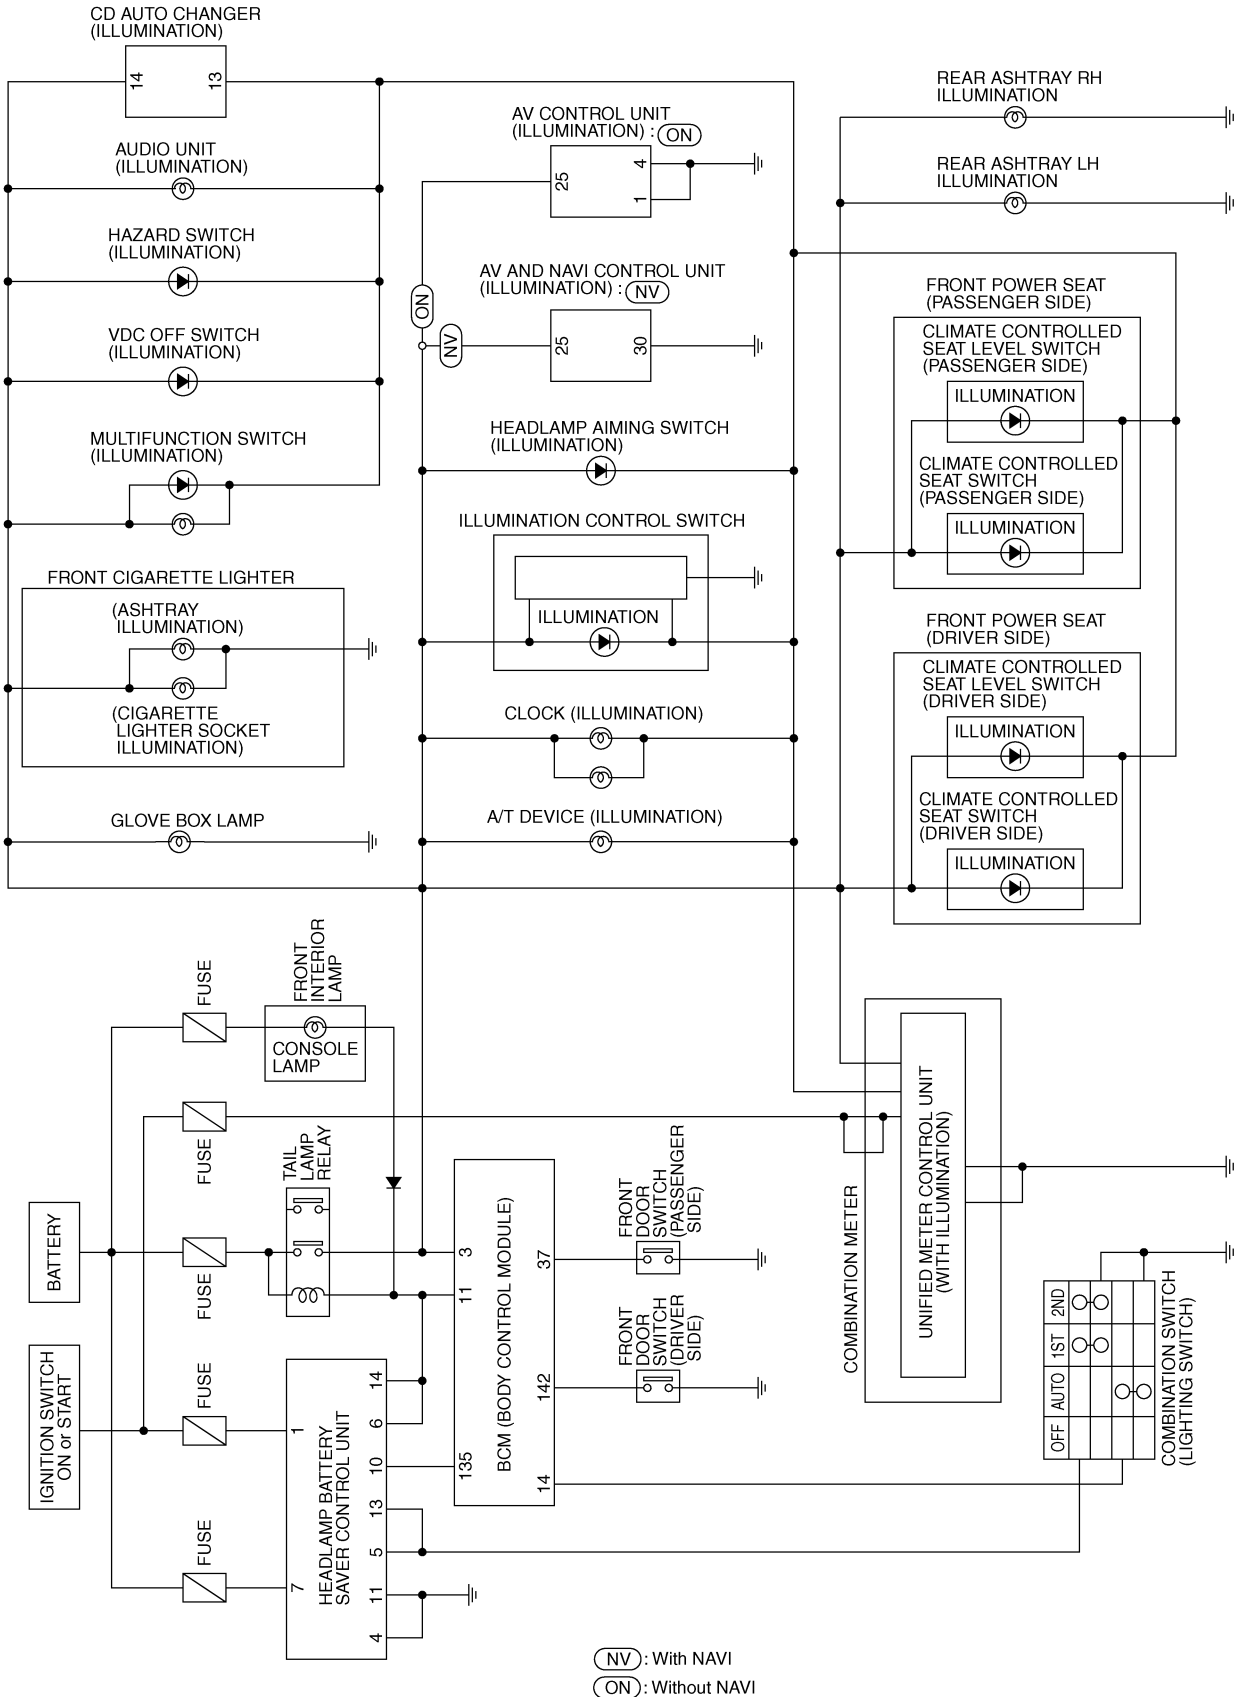 CD AUTO CHANGER
(ILLUMINATION)
14
13
AUDIO UNIT
(ILLUMINATION)
HAZARD SWITCH
(ILLUMINATION)
VDC OFF SWITCH
(ILLUMINATION)
MULTIFUNCTION SWITCH
(ILLUMINATION)
FRONT CIGARETTE LIGHTER
(ASHTRAY
ILLUMINATION)
(CIGARETTE
LIGHTER SOCKET
ILLUMINATION)
GLOVE BOX LAMP
AV CONTROL UNIT
(ILLUMINATION) : ON
25
4
1
AV AND NAVI CONTROL UNIT
(ILLUMINATION) : NV
ON
NV
25
30
HEADLAMP AIMING SWITCH
(ILLUMINATION)
ILLUMINATION CONTROL SWITCH
ILLUMINATION
CLOCK (ILLUMINATION)
A/T DEVICE (ILLUMINATION)
REAR ASHTRAY RH
ILLUMINATION
REAR ASHTRAY LH
ILLUMINATION
FRONT POWER SEAT
(PASSENGER SIDE)
CLIMATE CONTROLLED
SEAT LEVEL SWITCH
(PASSENGER SIDE)
ILLUMINATION
CLIMATE CONTROLLED
SEAT SWITCH
(PASSENGER SIDE)
ILLUMINATION
FRONT POWER SEAT
(DRIVER SIDE)
CLIMATE CONTROLLED
SEAT LEVEL SWITCH
(DRIVER SIDE)
ILLUMINATION
CLIMATE CONTROLLED
SEAT SWITCH
(DRIVER SIDE)
ILLUMINATION
FUSE
FRONT
INTERIOR
LAMP
CONSOLE
LAMP
FUSE
TAIL
LAMP
RELAY
BATTERY
FUSE
IGNITION SWITCH
ON or START
FUSE
FUSE
1
7
HEADLAMP BATTERY
SAVER CONTROL UNIT
14
6
10
13
5
11
4
3
11
135
BCM (BODY CONTROL MODULE)
37
142
14
FRONT
DOOR
SWITCH
(PASSENGER
SIDE)
FRONT
DOOR
SWITCH
(DRIVER
SIDE)
COMBINATION METER
UNIFIED METER CONTROL UNIT
(WITH ILLUMINATION)
OFF
AUTO
1ST
2ND
COMBINATION SWITCH
(LIGHTING SWITCH)
NV : With NAVI
ON : Without NAVI